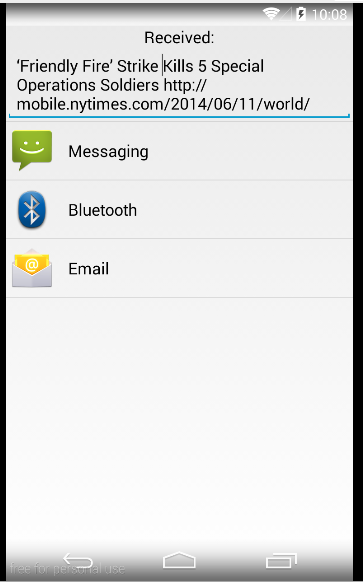 10:08
Received:
‘Friendly Fire’ Strike Kills 5 Special
Operations Soldiers http://
mobile.nytimes.com/2014/06/11/world/
Messaging
Bluetooth
@
Email
free for personal use